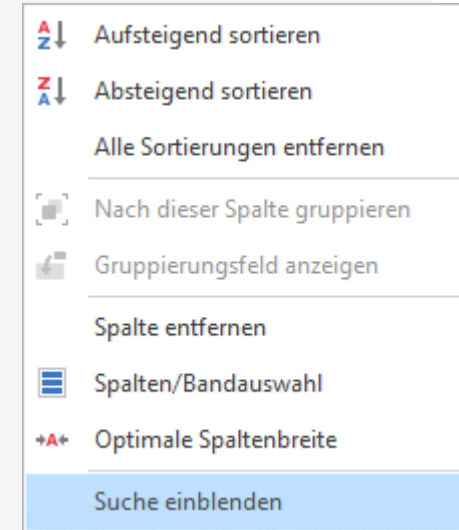 Aufsteigend sortieren
Absteigend sortieren
Alle Sortierungen entfernen
Nach dieser Spalte gruppieren
Gruppierungsfeld anzeigen
Spalte entfernen
Spalten/Bandauswahl
Optimale Spaltenbreite
Suche einblenden